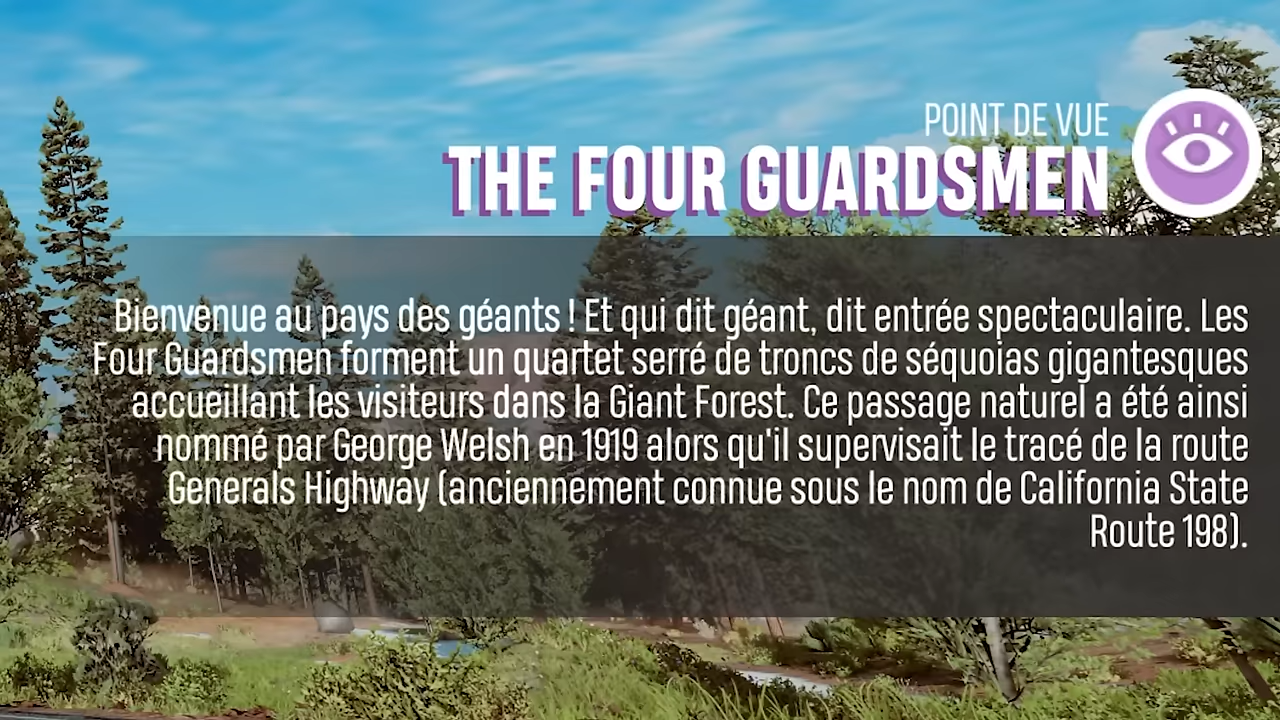 POINT DE VUE
THE FOUR GUARDSMEN
Bienvenue au pays des géants ! Et qui dit géant, dit entrée spectaculaire. Les
Four Guardsmen forment un quartet serré de troncs de séquoias gigantesques
accueillant les visiteurs dans la Giant Forest. Ce passage naturel a été ainsi
nommé par George Welsh en 1919 alors qu'il supervisait le tracé de la route
Generals Highway (anciennement connue sous le nom de California State
Route 198).